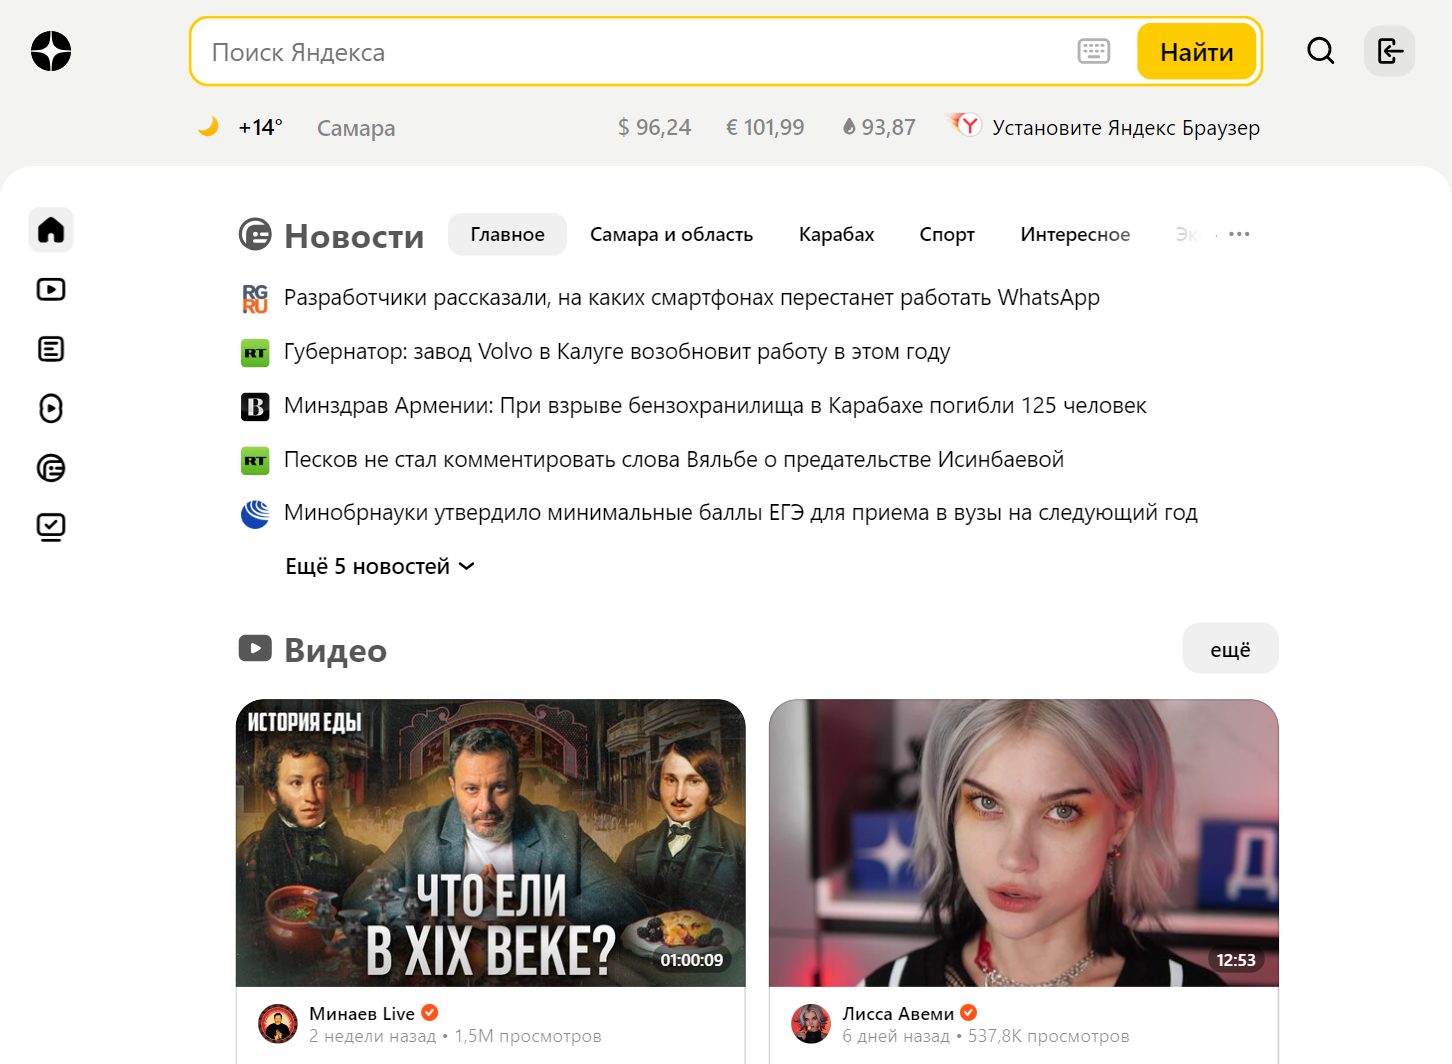 Поиск Яндекса
Найти
+14°
Самара
$ 96,24
€ 101,99
93,87
Установите Яндекс Браузер
Новости
Главное
Самара и область
Карабах
Спорт
Интересное
Эк
RG RU Разработчики рассказали, на каких смартфонах перестанет работать WhatsApp
RT Губернатор: завод Volvo в Калуге возобновит работу в этом году
В Минздрав Армении: При взрыве бензохранилища в Карабахе погибли 125 человек
RT Песков не стал комментировать слова Вяльбе о предательстве Исинбаевой
Минобрнауки утвердило минимальные баллы ЕГЭ для приема в вузы на следующий год
Ещё 5 новостей
Видео
ещё
ИСТОРИЯ ЕДЫ
ЧТО ЕЛИ
В XIX ВЕКЕ?
01:00:09
Д
12:53
Минаев Live
2 недели назад • 1,5М просмотров
Лисса Авеми
6 дней назад • 537,8K просмотров